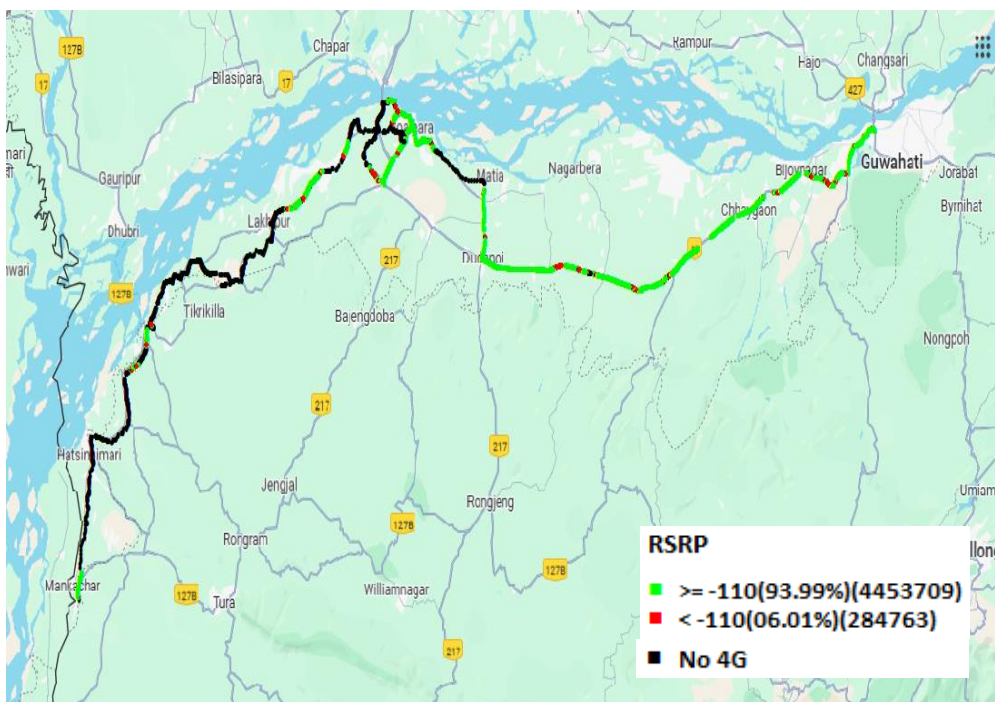 Rampur
127B
Chapar
Hajo
Changsari
Bilasipara
17
17
427
Guwahati
Gauripur
Matia
Nagarbera
Bijoynagar
Jorabat
Byrnihat
Chhaygaon
Dhubri
217
127B
Tikrikilla
Bajengdoba
Nongpoh
217
217
Jengjal
Rongjeng
Umiam
127B
Rongram
127B
Mankachar
127B
Tura
Williamnagar
217
RSRP
>= -110(93.99%)(4453709)
< -110(06.01%)(284763)
No 4G